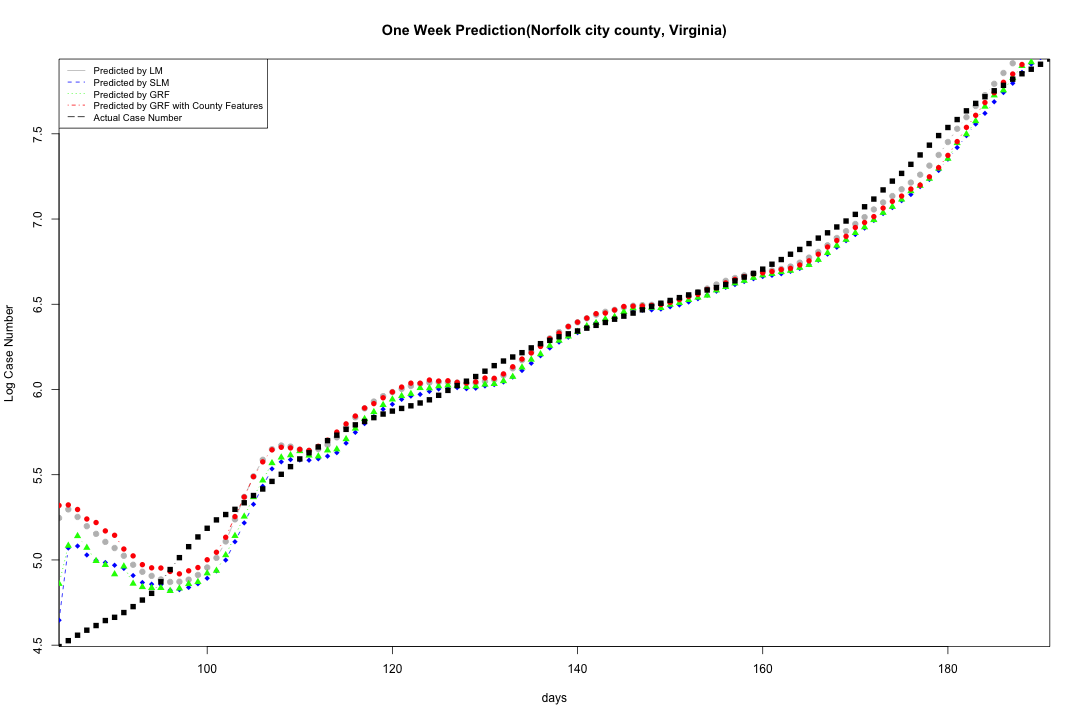 One Week Prediction(Norfolk city county, Virginia)
Predicted by LM
Predicted by SLM
Predicted by GRF
Predicted by GRF with County Features
Actual Case Number
7.5
7.0
6.5
6.0
5.5
5.0
4.5
Log Case Number
100 120 140 160 180
days